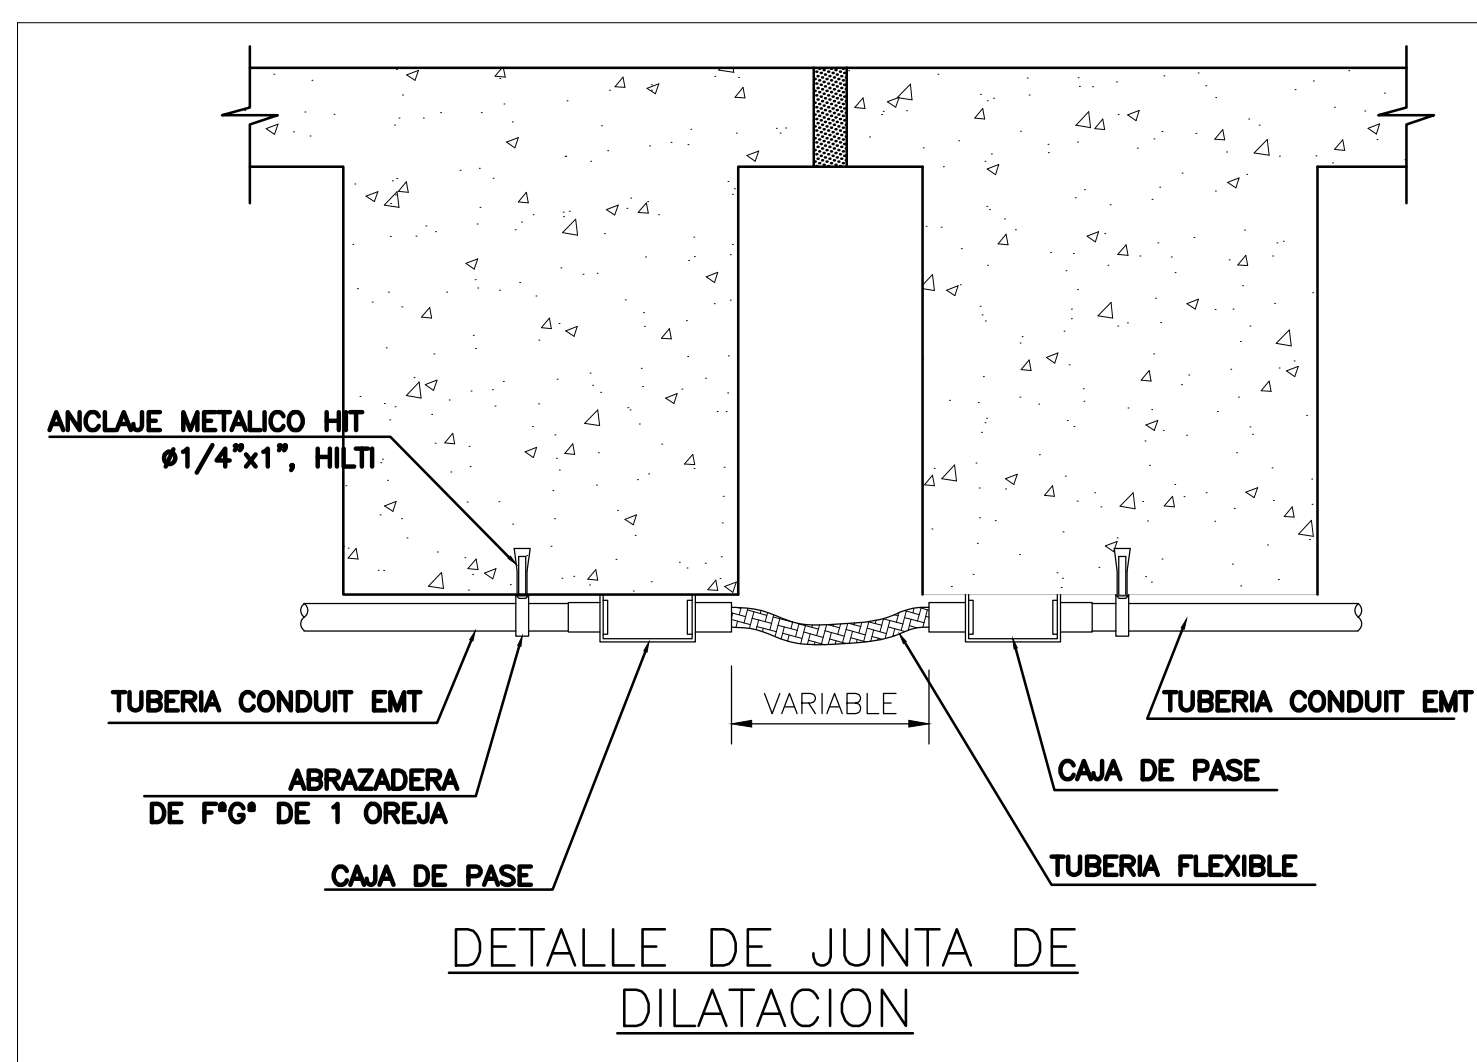 ANCLAJE METALICO HIT
ø1/4"x1", HILTI
TUBERIA CONDUIT EMT
VARIABLE
TUBERIA CONDUIT EMT
ABRAZADERA
DE FºGº DE 1 OREJA
CAJA DE PASE
CAJA DE PASE
TUBERIA FLEXIBLE
DETALLE DE JUNTA DE
DILATACION